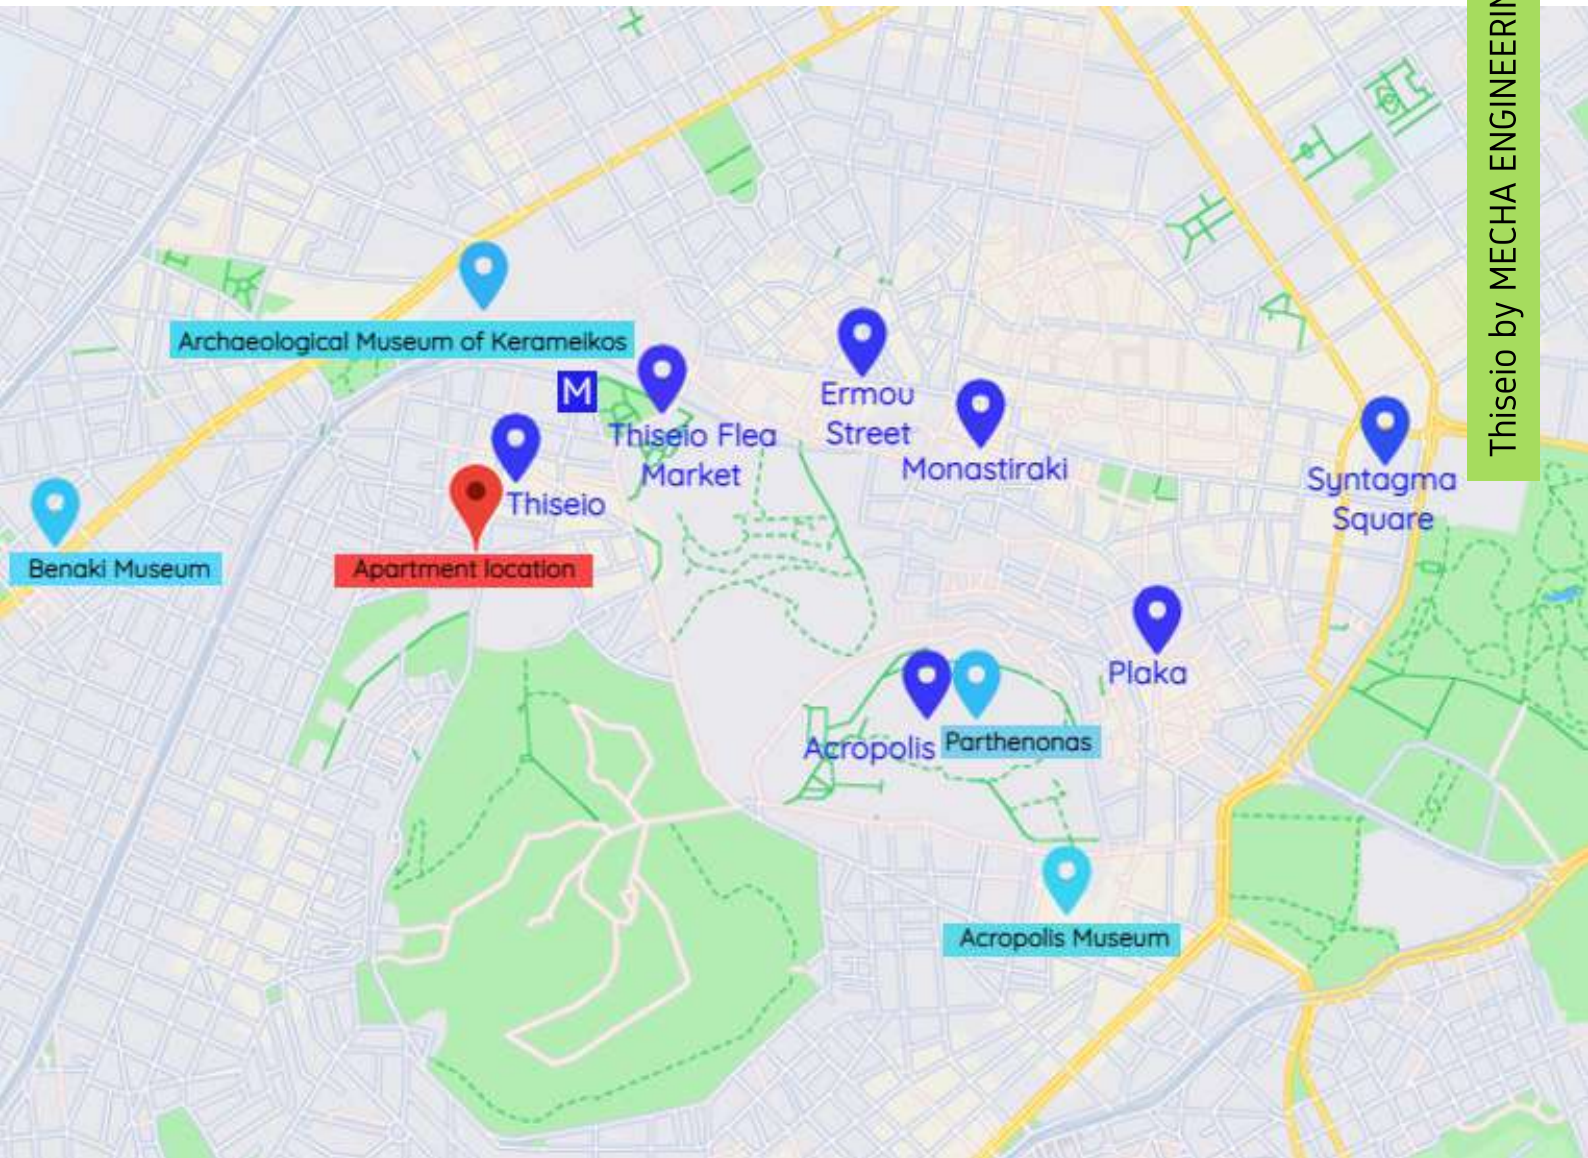 Thiseio by MECHA ENGINEERIN
Archaeological Museum of Kerameikos
M
Thiseio Flea
Market
Ermou
Street
Monastiraki
Syntagma
Square
Thiseio
Benaki Museum
Apartment location
Plaka
Acropolis
Parthenonas
Acropolis Museum